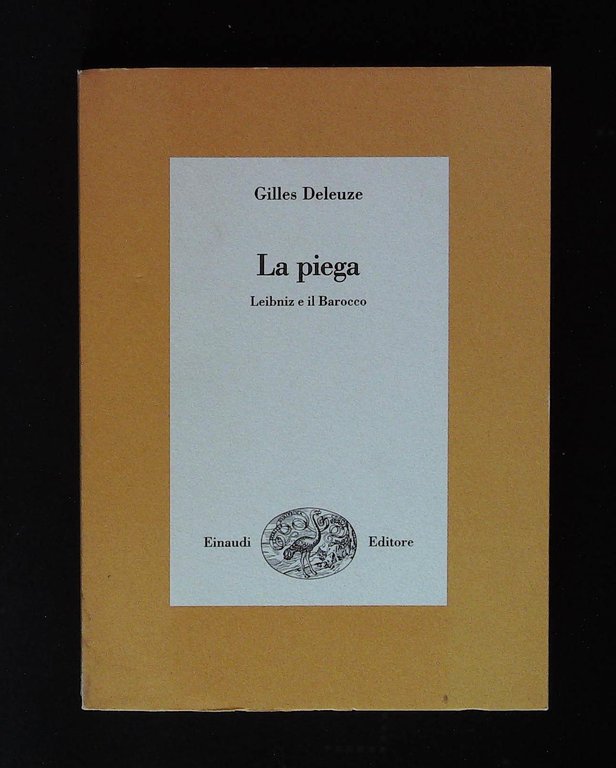 Gilles Deleuze
La piega
Leibniz e il Barocco
Einaudi Editore